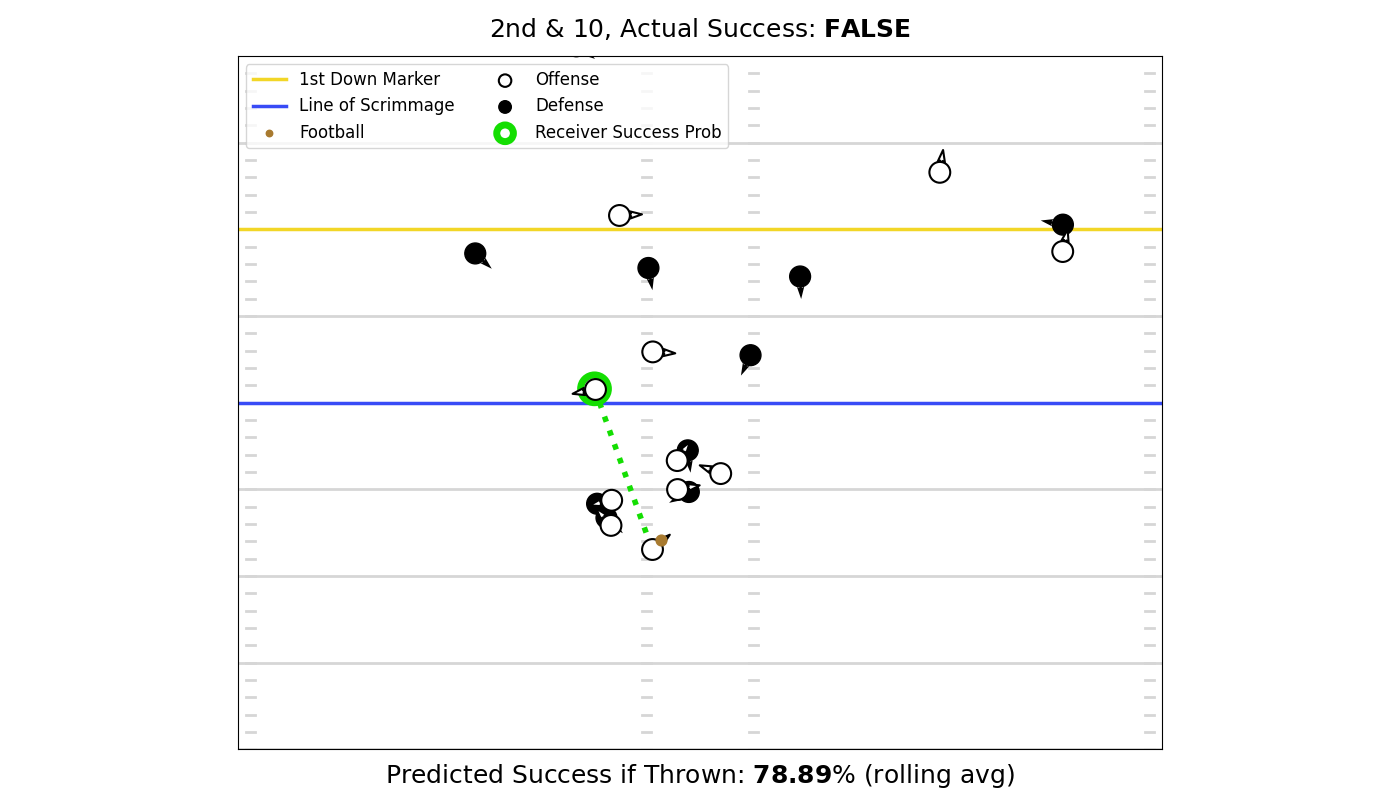 2nd & 10, Actual Success: FALSE
1st Down Marker
Line of Scrimmage
Football
Offense
Defense
Receiver Success Prob
Predicted Success if Thrown: 78.89% (rolling avg)